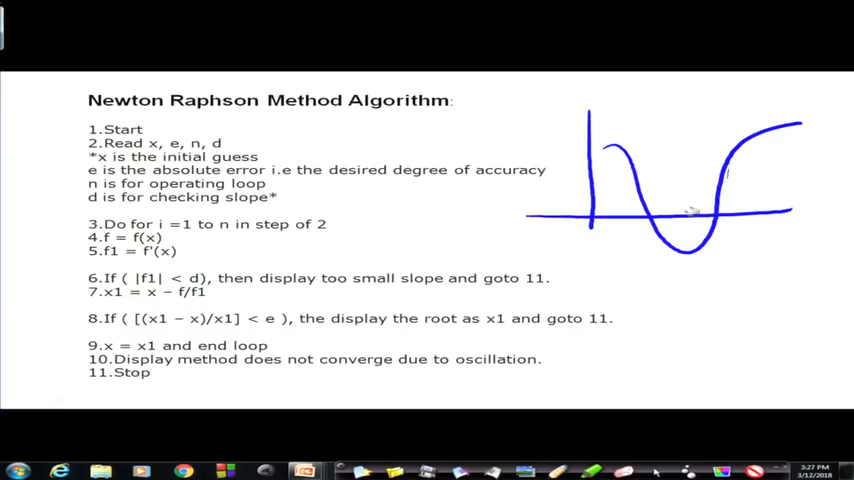 Newton Raphson Method Algorithm:
1.Start
2.Read x, e, n, d
*x is the initial guess
e is the absolute error i.e the desired degree of accuracy
n is for operating loop
d is for checking slope*
3.Do for i =1 to n in step of 2
4.f = f(x)
5.f1 = f'(x)
6.If ( |f1| < d), then display too small slope and goto 11.
7.x1 = x – f/f1
8.If ( [(x1 – x)/x1] < e ), the display the root as x1 and goto 11.
9.x = x1 and end loop
10.Display method does not converge due to oscillation.
11.Stop
3:27 PM
3/12/2018